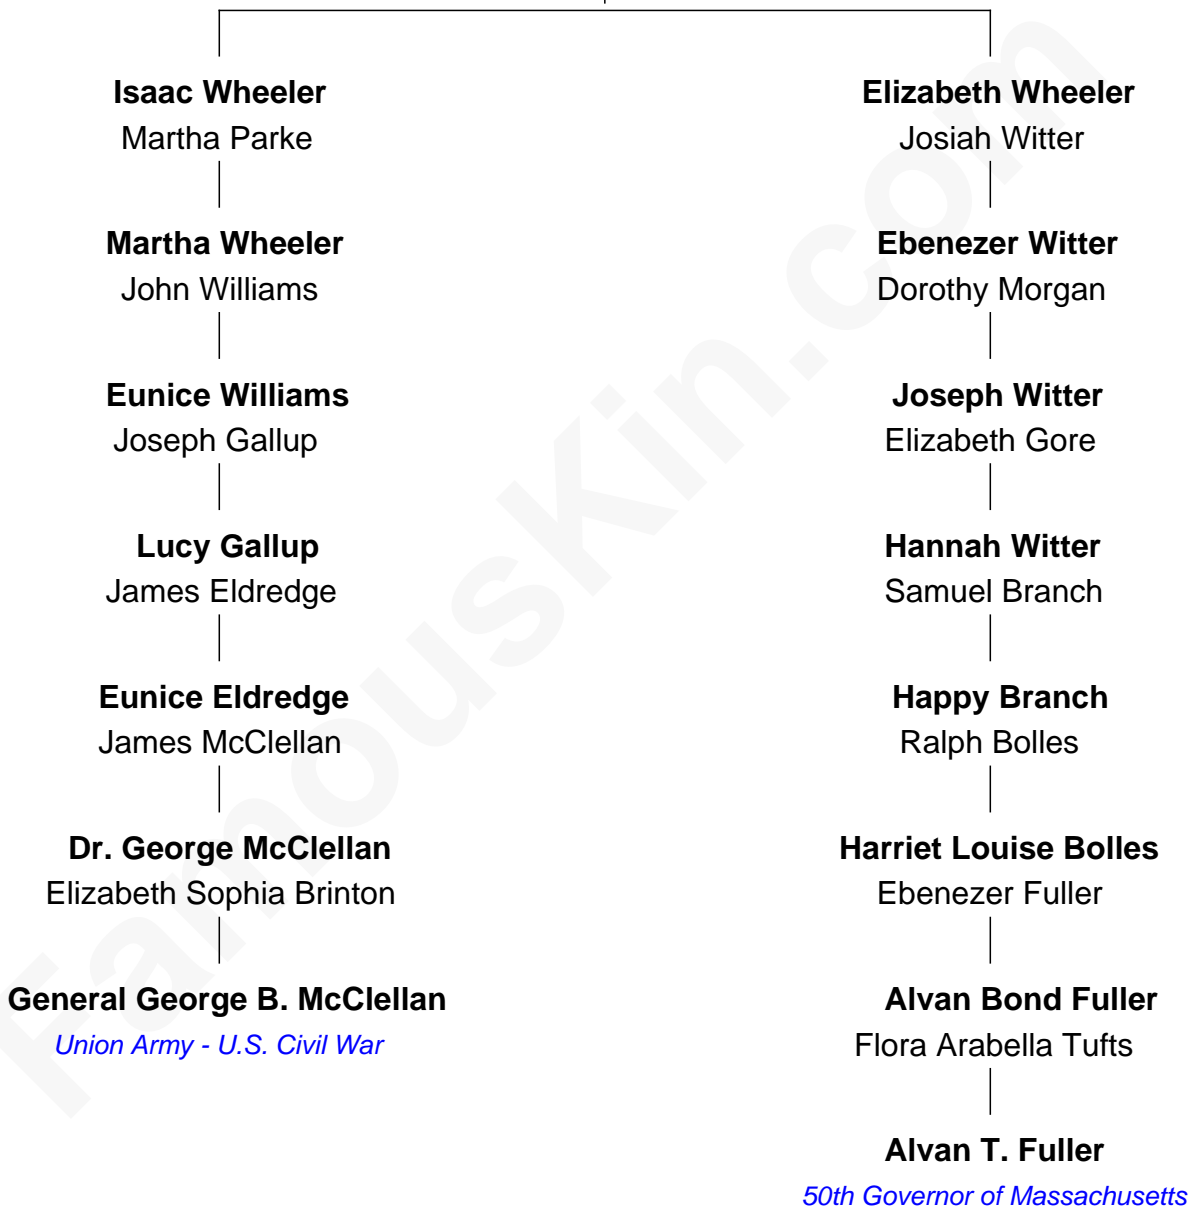 Isaac Wheeler
Martha Parke
Martha Wheeler
John Williams
Eunice Williams
Joseph Gallup
Lucy Gallup
James Eldredge
Eunice Eldredge
James McClellan
Dr. George McClellan
Elizabeth Sophia Brinton
General George B. McClellan
Union Army - U.S. Civil War
Elizabeth Wheeler
Josiah Witter
Ebenezer Witter
Dorothy Morgan
Joseph Witter
Elizabeth Gore
Hannah Witter
Samuel Branch
Happy Branch
Ralph Bolles
Harriet Louise Bolles
Ebenezer Fuller
Alvan Bond Fuller
Flora Arabella Tufts
Alvan T. Fuller
50th Governor of Massachusetts
FamousKin.com